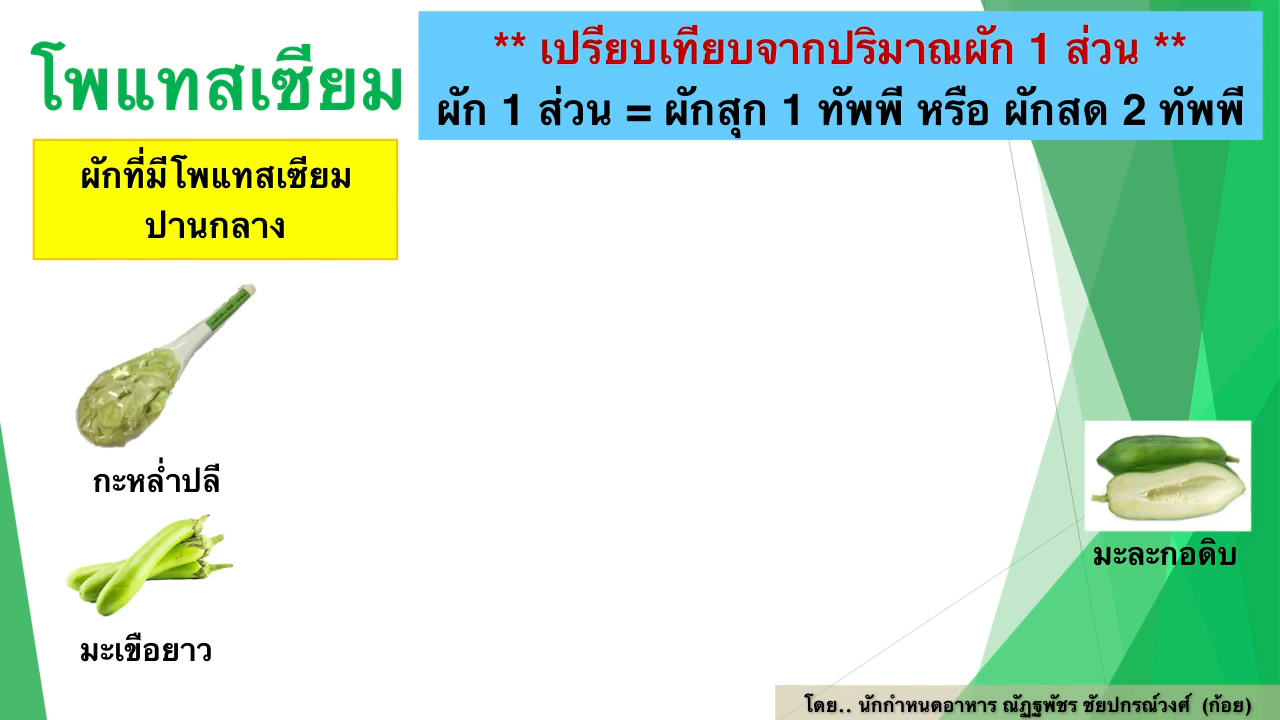 โพแทสเซียม
** เปรียบเทียบจากปริมาณผัก 1 ส่วน **
ผัก 1 ส่วน = ผักสุก 1 ทัพพี หรือ ผักสด 2 ทัพพี
ผักที่มีโพแทสเซียม
ปานกลาง
กะหล่ำปลี
มะเขือยาว
มะละกอดิบ
โดย.. นักกำหนดอาหาร ณัฏฐพัชร ชัยปกรณ์วงศ์ (ก้อย)